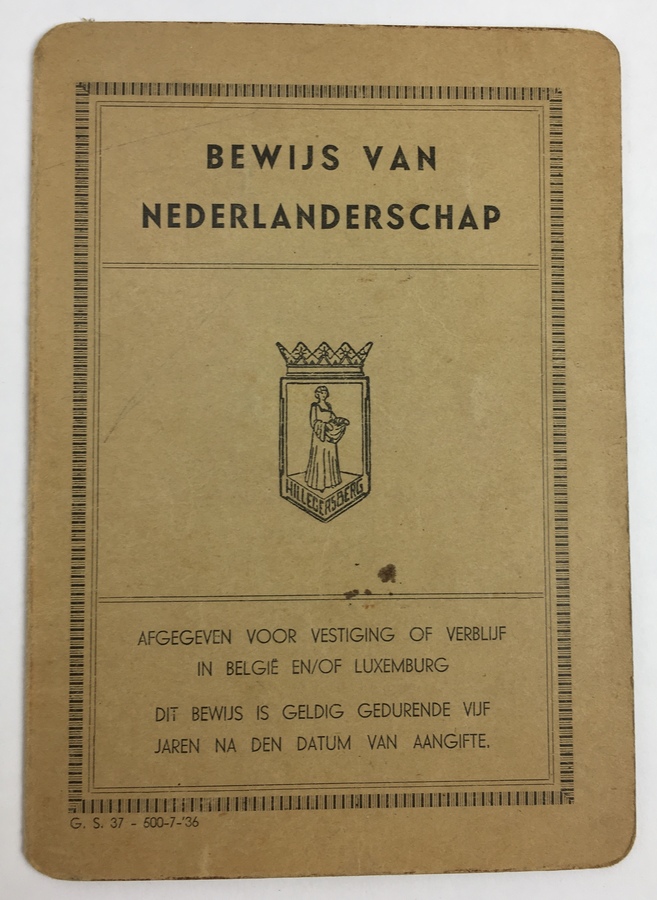 BEWIJS VAN
NEDERLANDERSCHAP
HILLEGERSBERG
AFGEGEVEN VOOR VESTIGING OF VERBLIJF
IN BELGIË EN/OF LUXEMBURG
DIT BEWIJS IS GELDIG GEDURENDE VIJF
JAREN NA DEN DATUM VAN AANGIFTE.
G. S. 37 - 500-7-'36